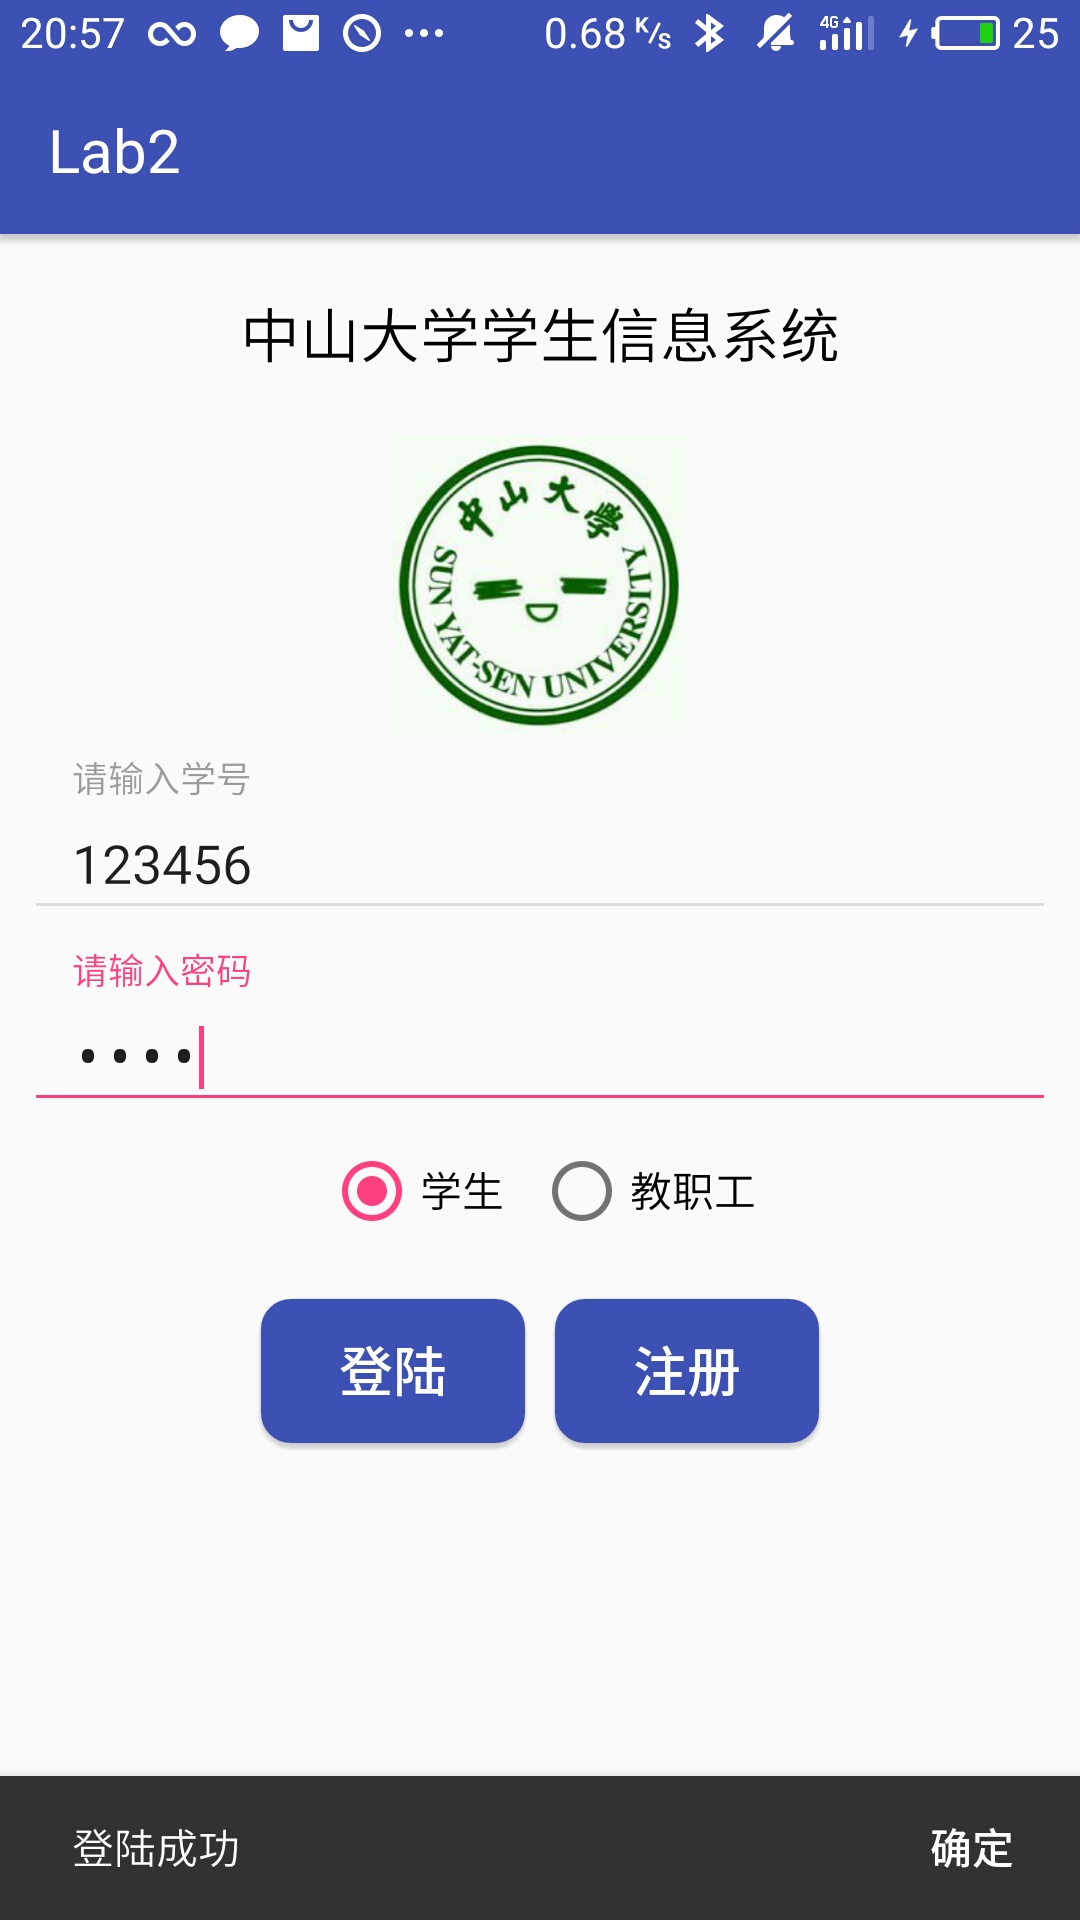 20:57 ... 0.68 K/s 4G 25
Lab2
中山大学学生信息系统
中山大學
SUN YAT-SEN UNIVERSITY
请输入学号
123456
请输入密码
••••
学生 教职工
登陆 注册
登陆成功 确定